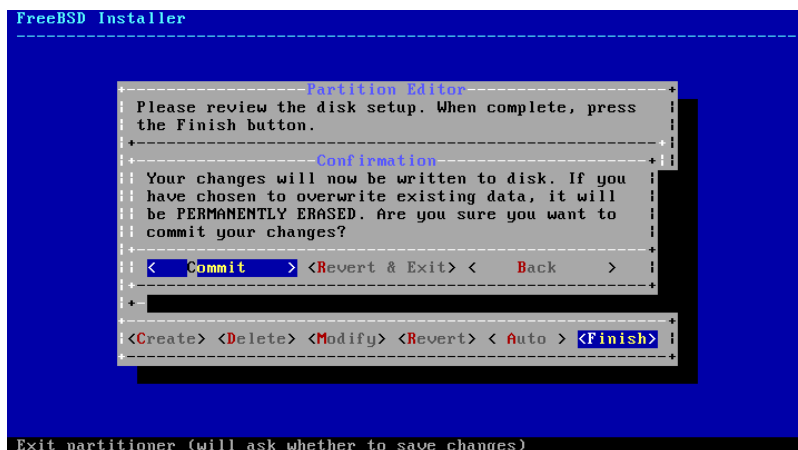 FreeBSD Installer
Partition Editor
Please review the disk setup. When complete, press
the Finish button.
Confirmation
Your changes will now be written to disk. If you
have chosen to overwrite existing data, it will
be PERMANENTLY ERASED. Are you sure you want to
commit your changes?
< Commit > <Revert & Exit> < Back >
<Create> <Delete> <Modify> <Revert> < Auto > <Finish>
Exit partitioner (will ask whether to save changes)